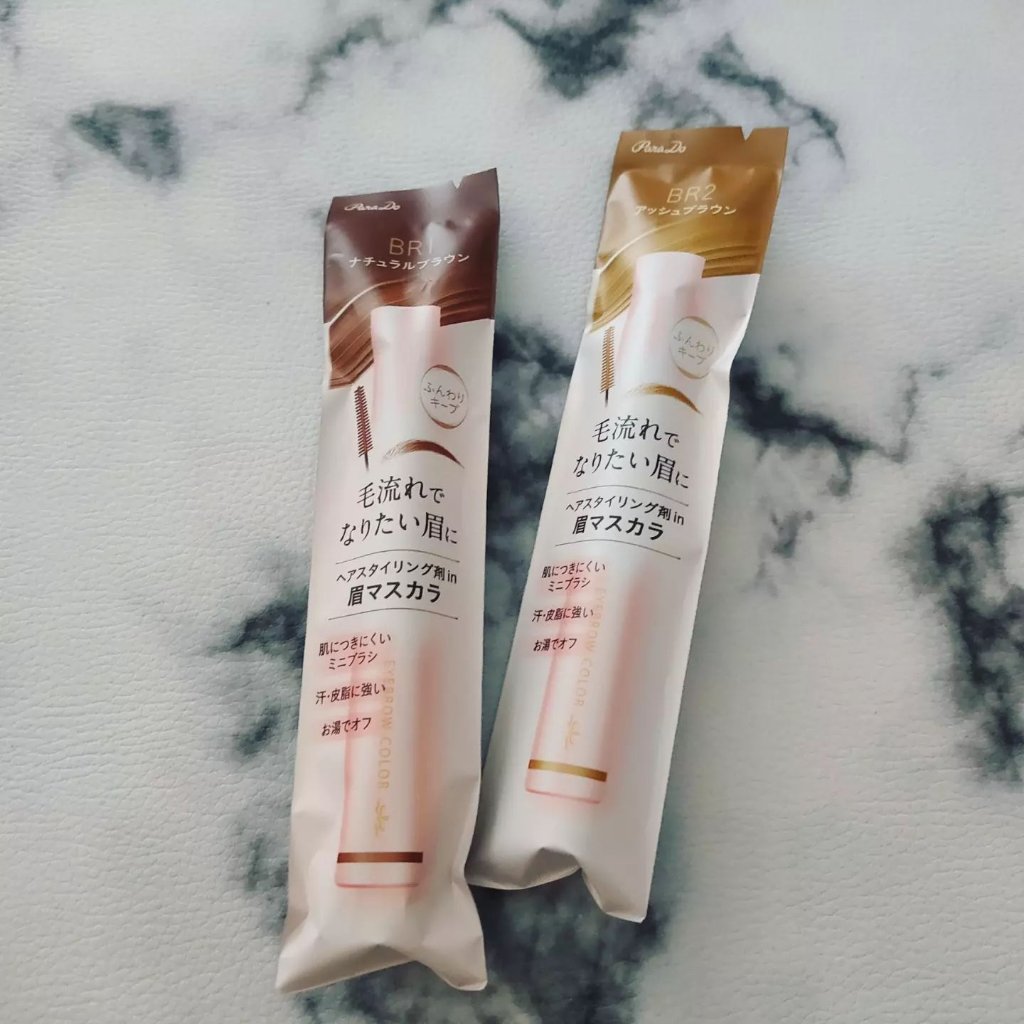 ParaDo
BR1
ナチュラルブラウン
ふんわり
キープ
毛流れで
なりたい眉に
ヘアスタイリング剤in
眉マスカラ
肌につきにくい
ミニブラシ
汗・皮脂に強い
お湯でオフ
EYEBROW COLOR
ParaDo
BR2
アッシュブラウン
ふんわり
キープ
毛流れで
なりたい眉に
ヘアスタイリング剤in
眉マスカラ
肌につきにくい
ミニブラシ
汗・皮脂に強い
お湯でオフ
EYEBROW COLOR